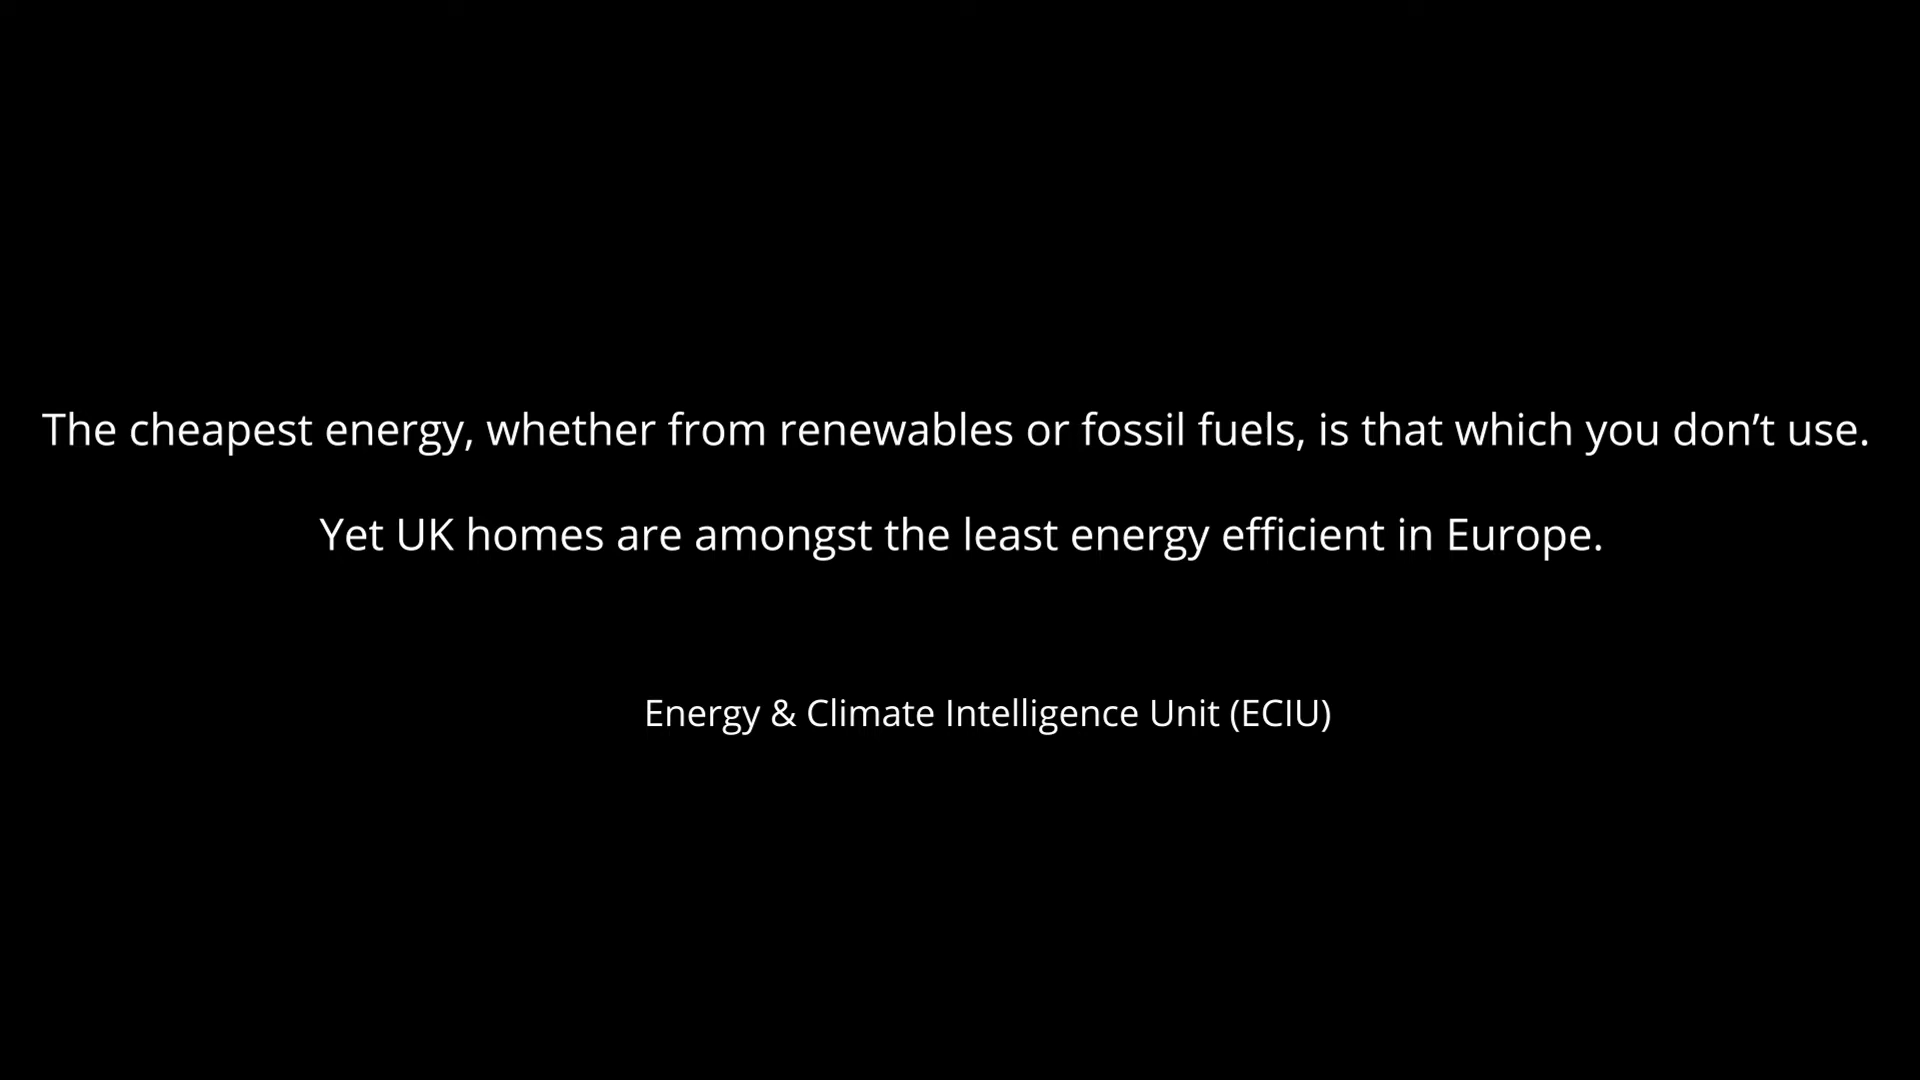 The cheapest energy, whether from renewables or fossil fuels, is that which you don’t use.
Yet UK homes are amongst the least energy efficient in Europe.
Energy & Climate Intelligence Unit (ECIU)